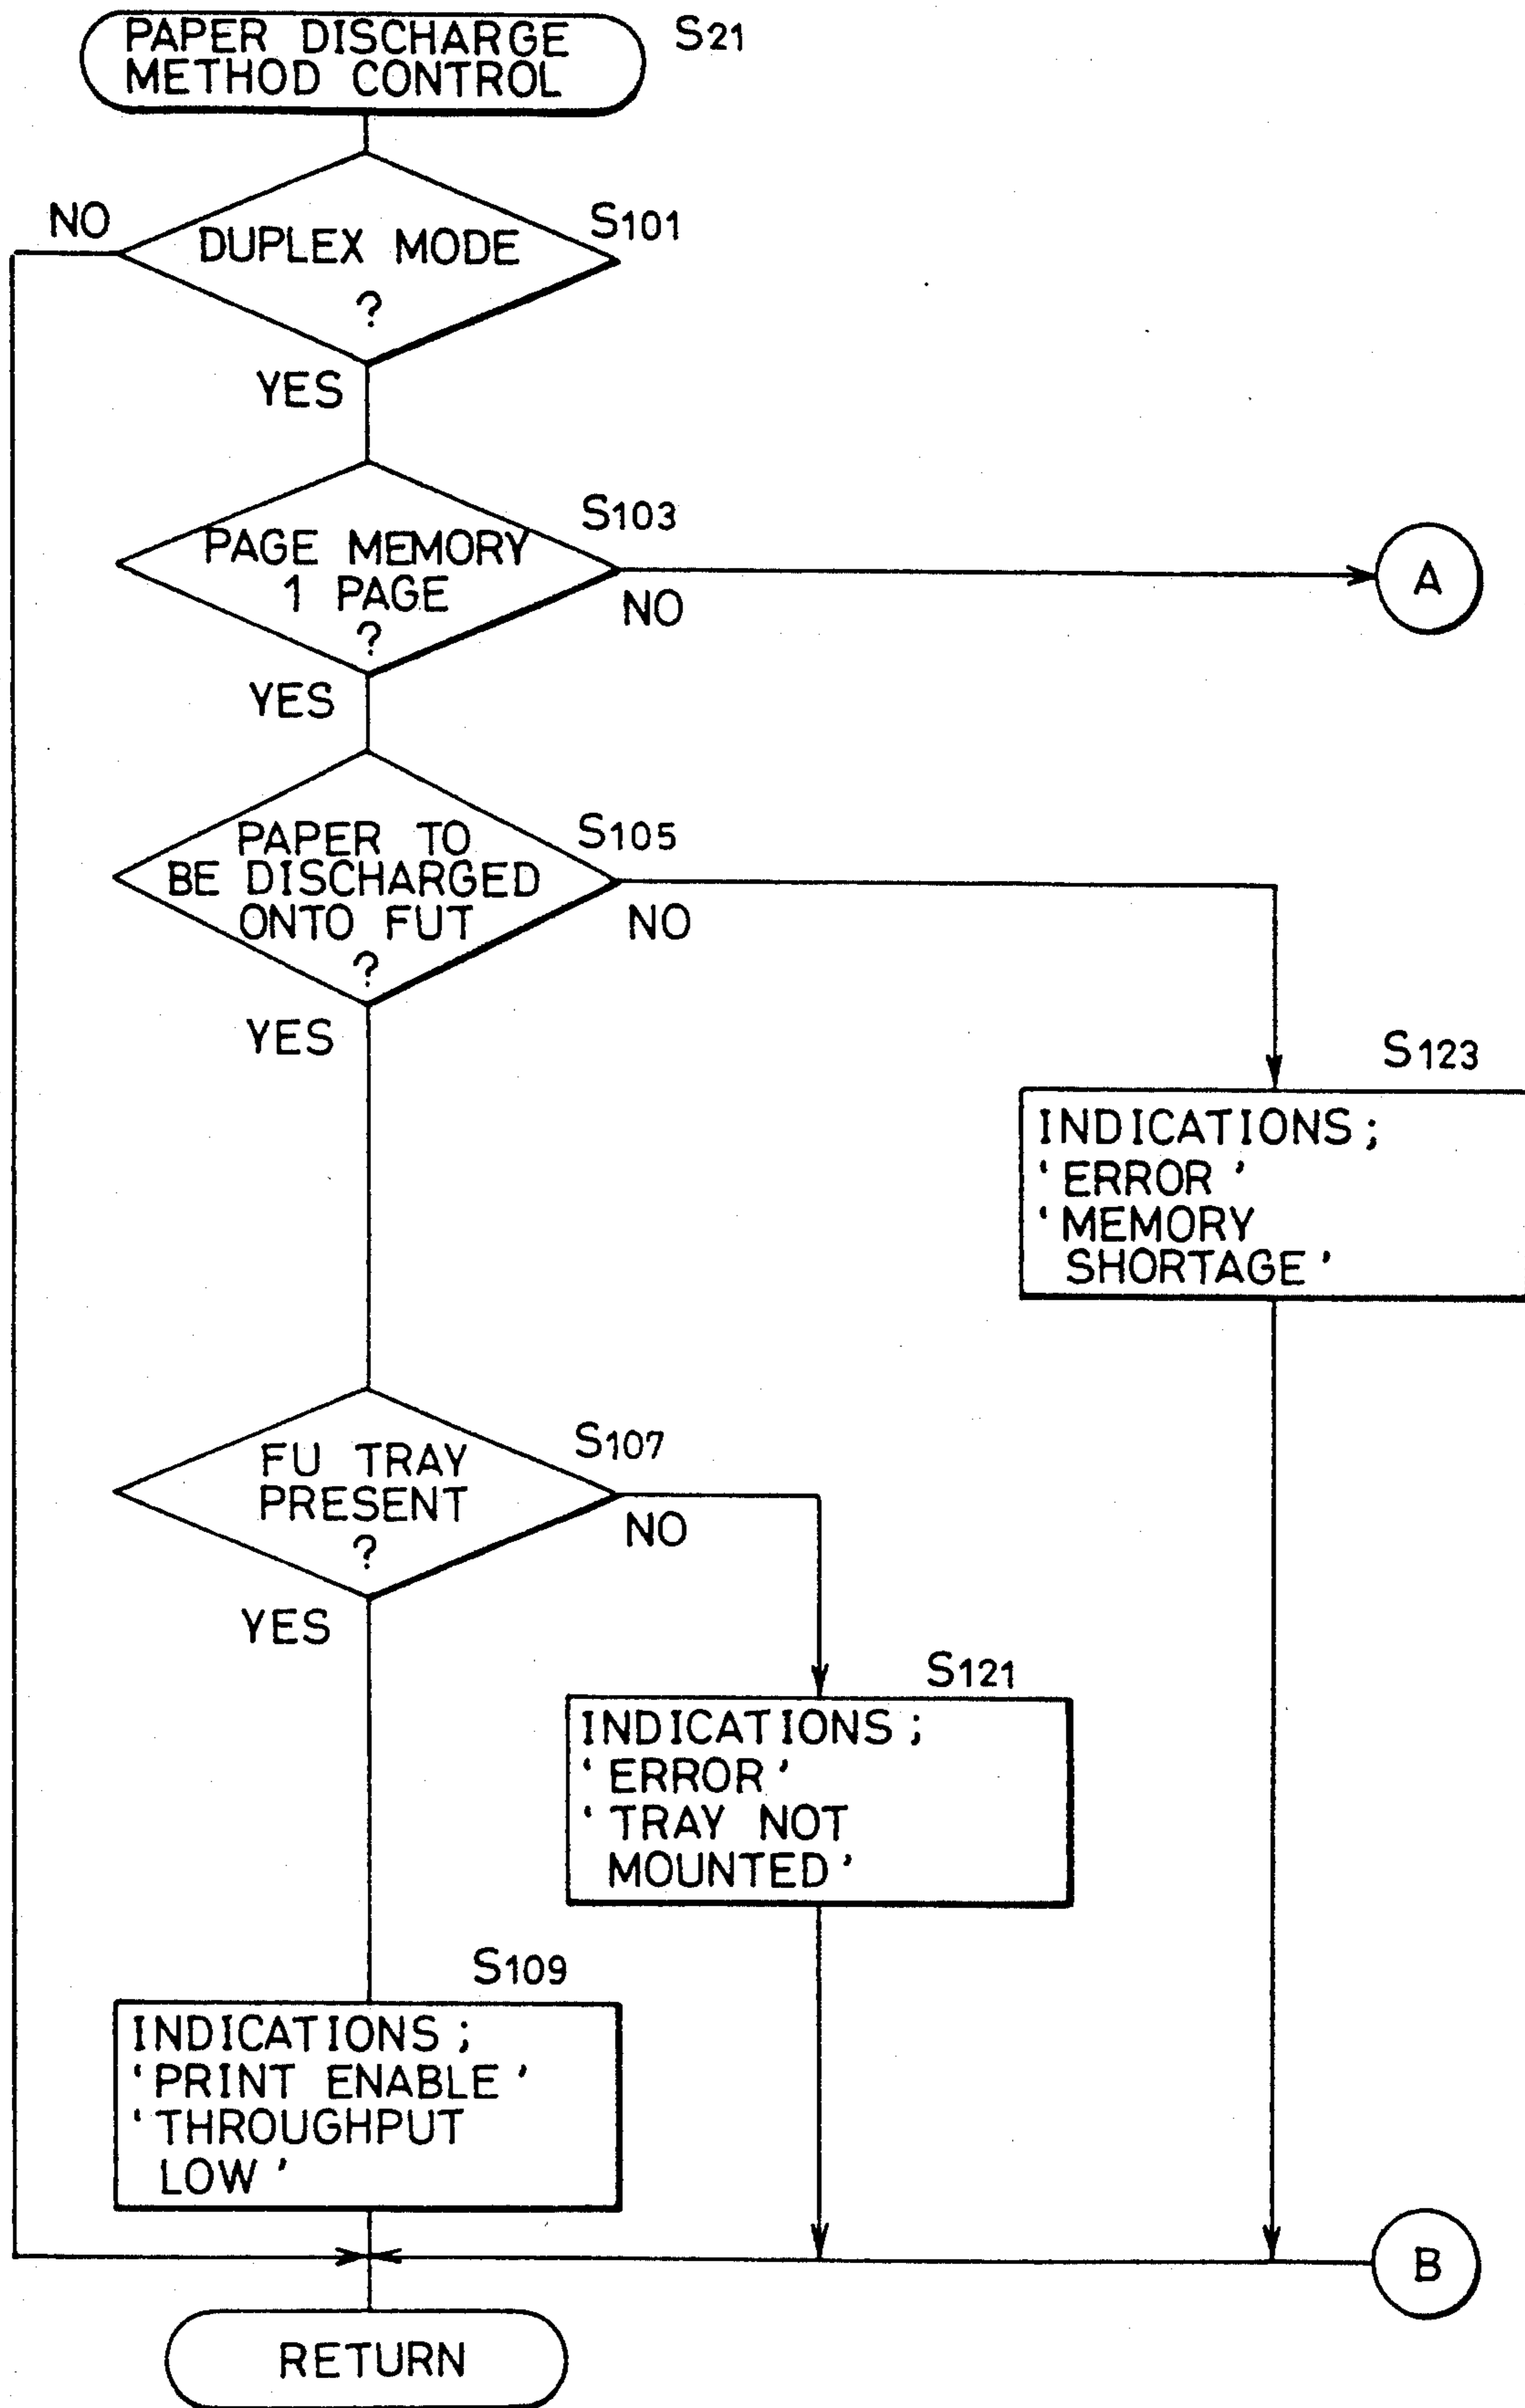 PAPER DISCHARGE
METHOD CONTROL
S21
NO
DUPLEX MODE
?
S101
YES
PAGE MEMORY
1 PAGE
?
S103
NO
A
YES
PAPER TO
BE DISCHARGED
ONTO FUT
?
S105
NO
YES
S123
INDICATIONS;
'ERROR'
'MEMORY
SHORTAGE'
FU TRAY
PRESENT
?
S107
NO
YES
S121
INDICATIONS;
'ERROR'
'TRAY NOT
MOUNTED'
S109
INDICATIONS;
'PRINT ENABLE'
'THROUGHPUT
LOW'
B
RETURN